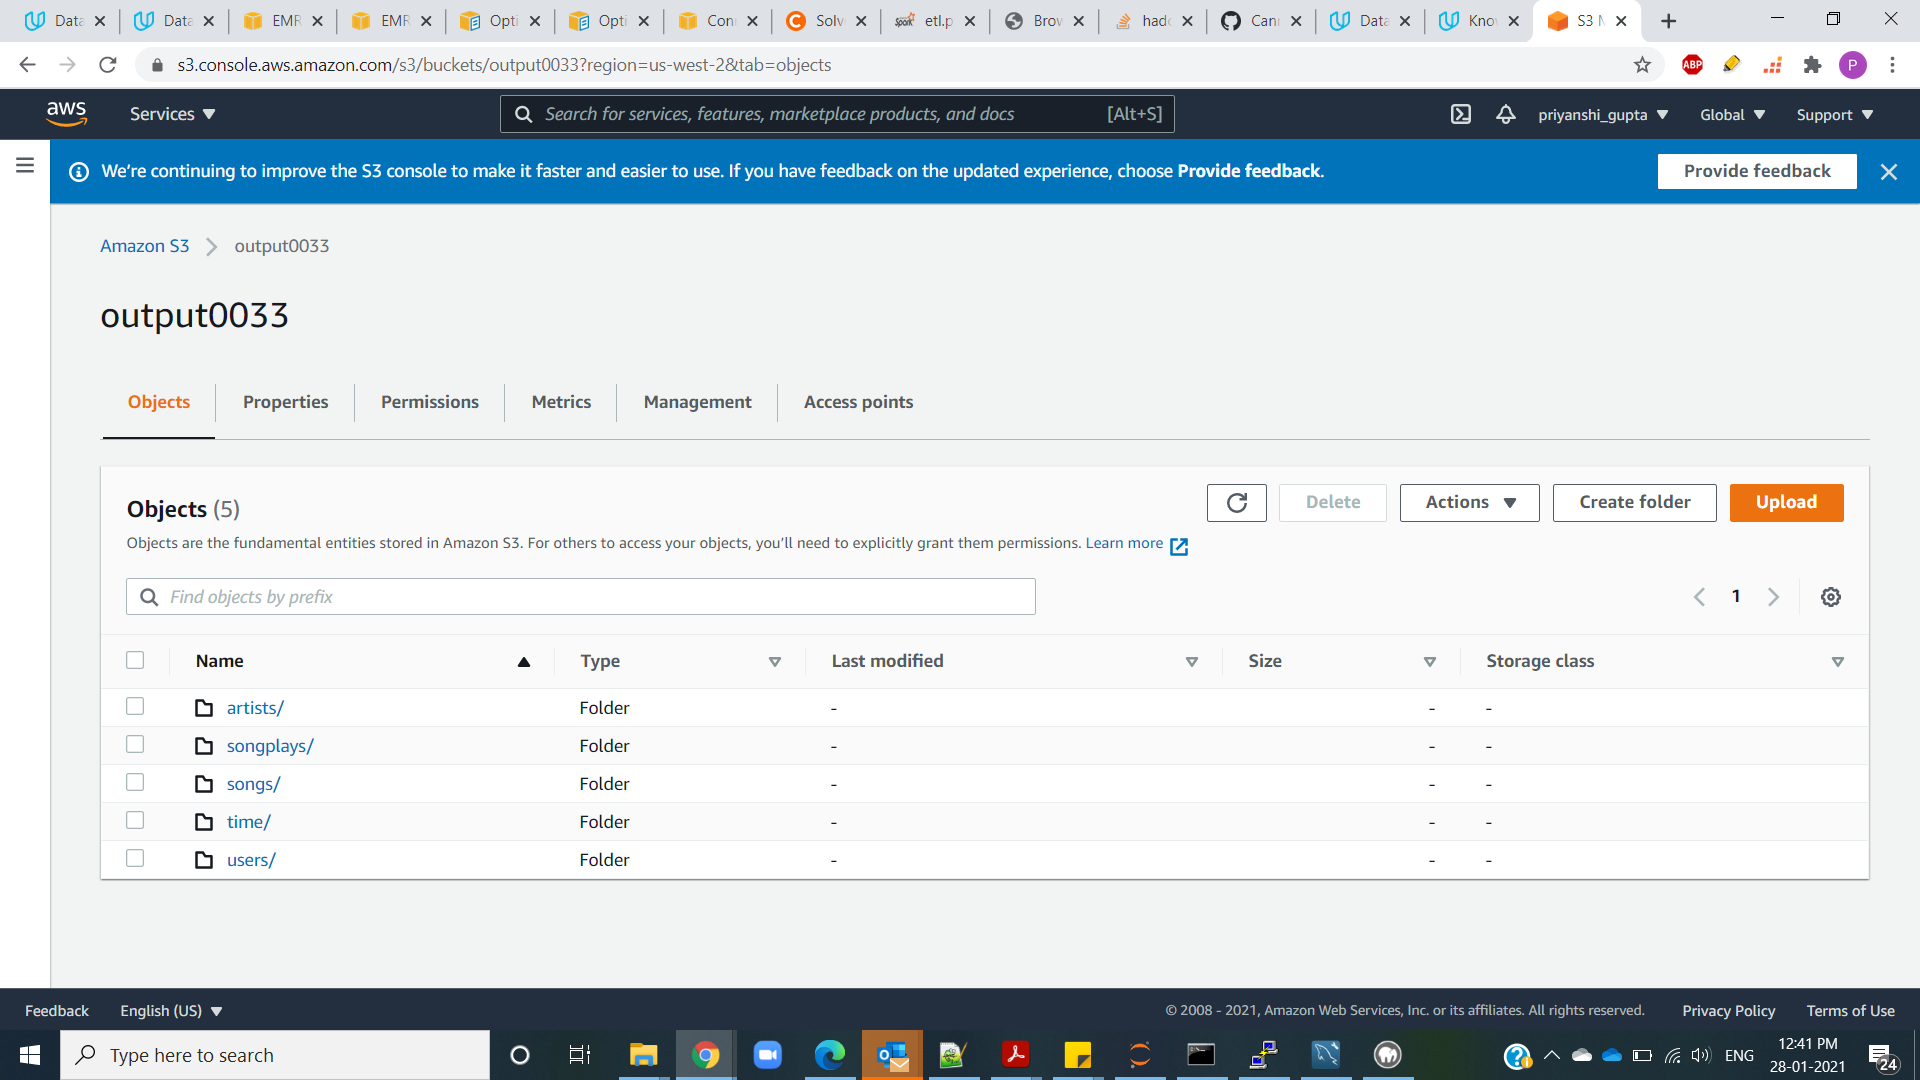 Data
Data
EMR
EMR
Opti
Opti
Con
Solv
etl.p
Brow
hado
Can
Data
Know
S3 M
s3.console.aws.amazon.com/s3/buckets/output0033?region=us-west-2&tab=objects
ABP
P
aws
Services
Search for services, features, marketplace products, and docs
[Alt+S]
priyanshi_gupta
Global
Support
We're continuing to improve the S3 console to make it faster and easier to use. If you have feedback on the updated experience, choose Provide feedback.
Provide feedback
Amazon S3
output0033
output0033
Objects
Properties
Permissions
Metrics
Management
Access points
Objects (5)
Delete
Actions
Create folder
Upload
Objects are the fundamental entities stored in Amazon S3. For others to access your objects, you'll need to explicitly grant them permissions. Learn more
Find objects by prefix
1
Name Type Last modified Size Storage class
artists/ Folder - - -
songplays/ Folder - - -
songs/ Folder - - -
time/ Folder - - -
users/ Folder - - -
Feedback
English (US)
© 2008 - 2021, Amazon Web Services, Inc. or its affiliates. All rights reserved.
Privacy Policy
Terms of Use
Type here to search
ENG
12:41 PM
28-01-2021
24